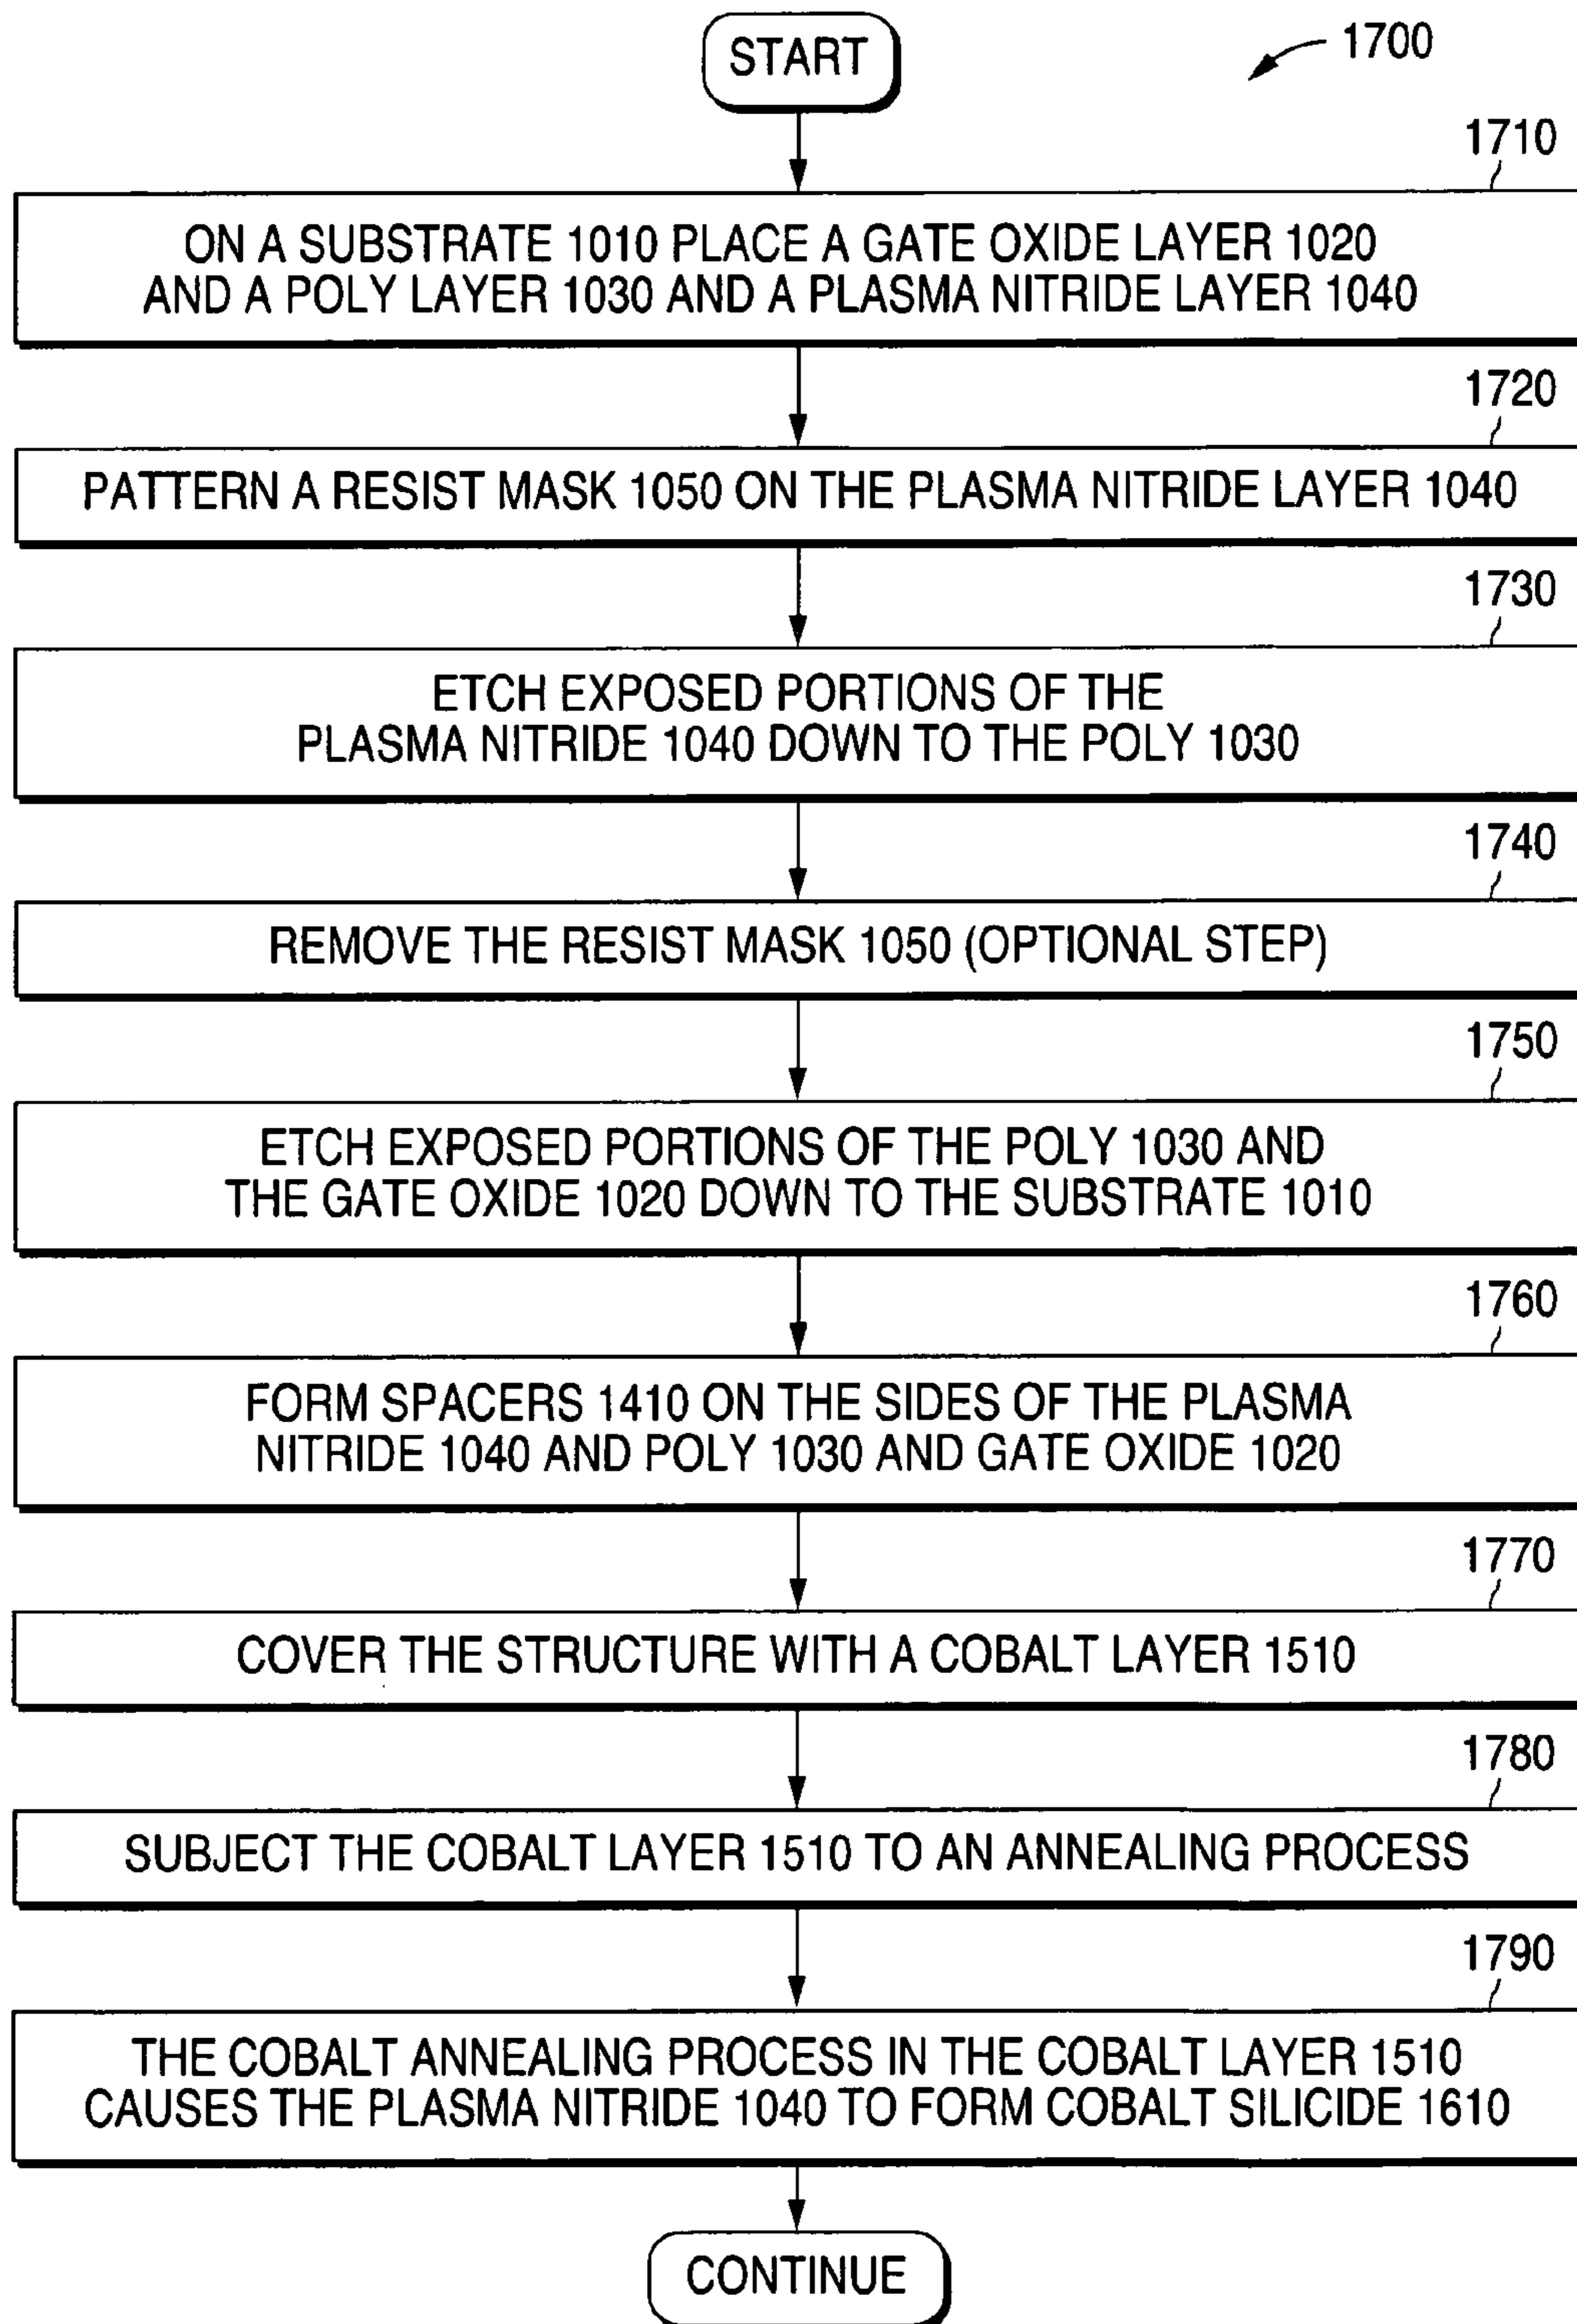 START
1700
1710
ON A SUBSTRATE 1010 PLACE A GATE OXIDE LAYER 1020
AND A POLY LAYER 1030 AND A PLASMA NITRIDE LAYER 1040
1720
PATTERN A RESIST MASK 1050 ON THE PLASMA NITRIDE LAYER 1040
1730
ETCH EXPOSED PORTIONS OF THE
PLASMA NITRIDE 1040 DOWN TO THE POLY 1030
1740
REMOVE THE RESIST MASK 1050 (OPTIONAL STEP)
1750
ETCH EXPOSED PORTIONS OF THE POLY 1030 AND
THE GATE OXIDE 1020 DOWN TO THE SUBSTRATE 1010
1760
FORM SPACERS 1410 ON THE SIDES OF THE PLASMA
NITRIDE 1040 AND POLY 1030 AND GATE OXIDE 1020
1770
COVER THE STRUCTURE WITH A COBALT LAYER 1510
1780
SUBJECT THE COBALT LAYER 1510 TO AN ANNEALING PROCESS
1790
THE COBALT ANNEALING PROCESS IN THE COBALT LAYER 1510
CAUSES THE PLASMA NITRIDE 1040 TO FORM COBALT SILICIDE 1610
CONTINUE